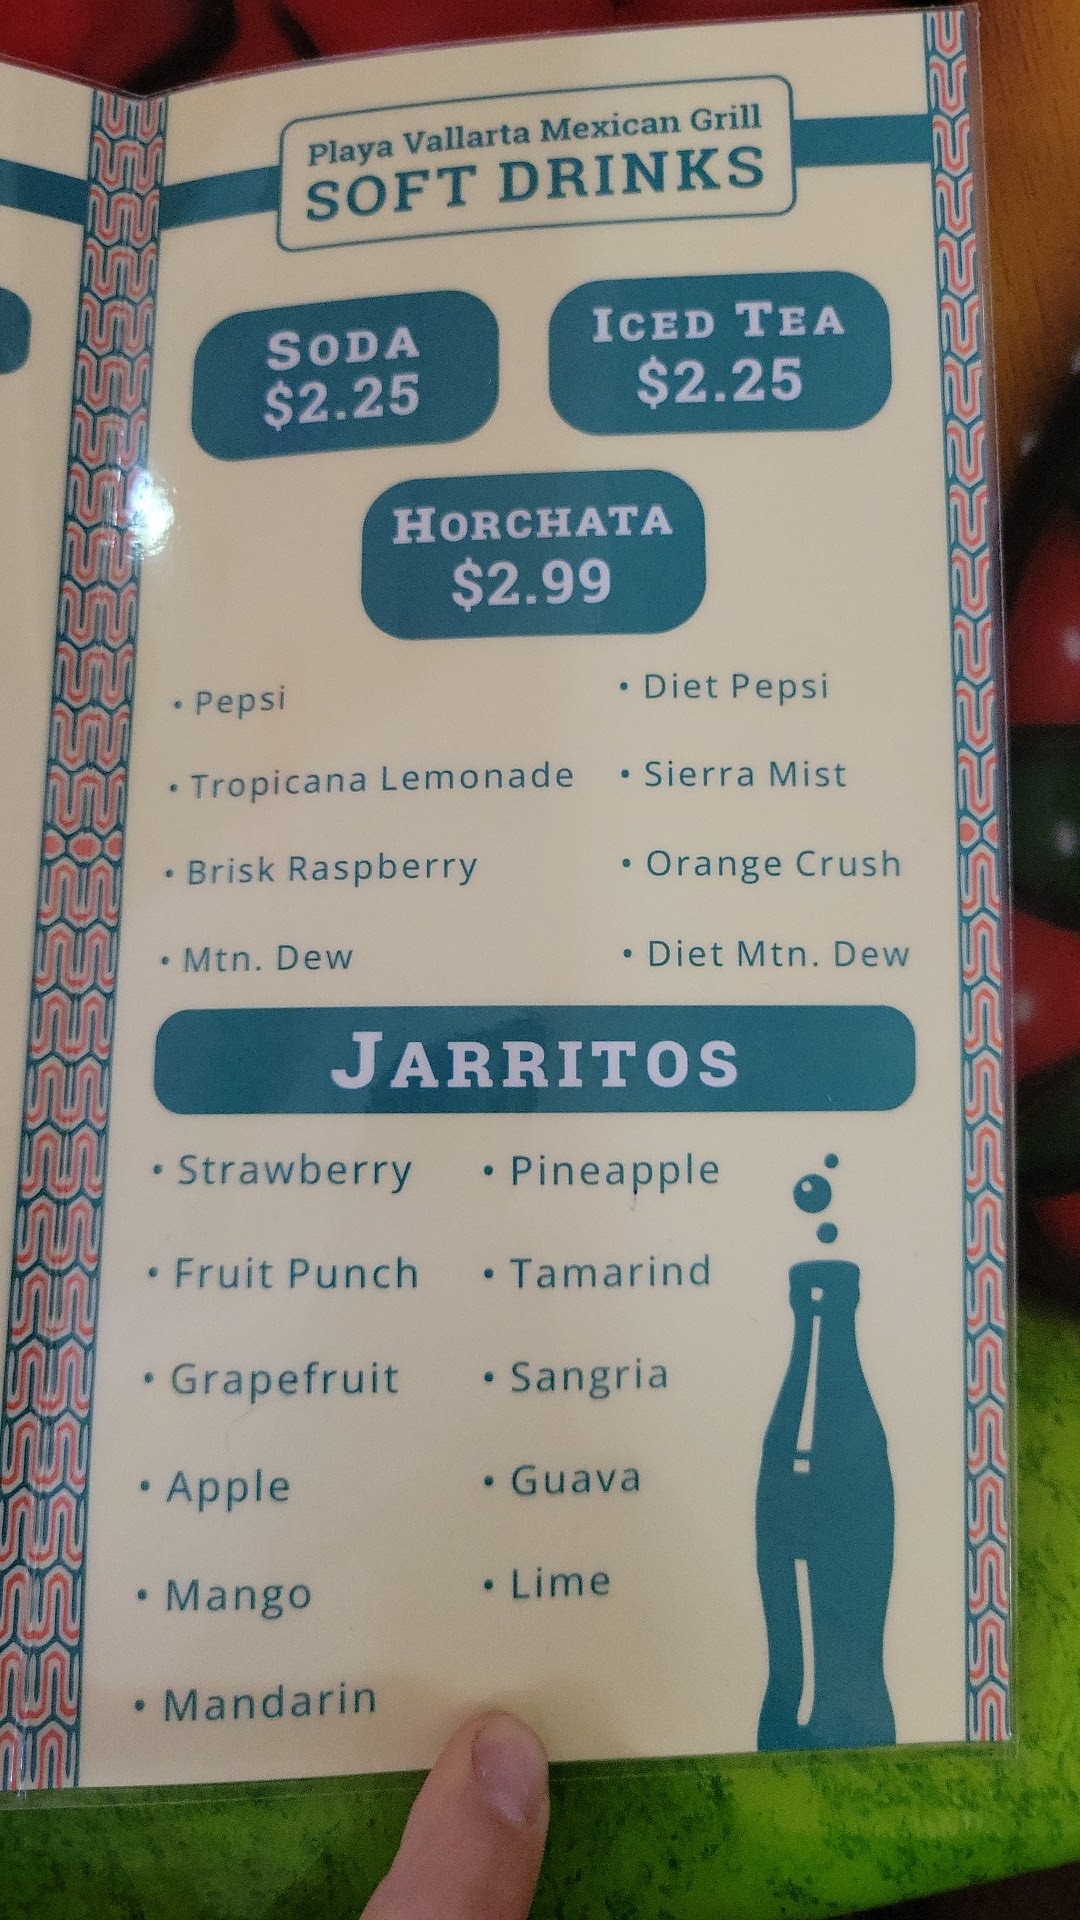 Playa Vallarta Mexican Grill
SOFT DRINKS
SODA
$2.25
ICED TEA
$2.25
HORCHATA
$2.99
• Pepsi
• Tropicana Lemonade
• Brisk Raspberry
• Mtn. Dew
• Diet Pepsi
• Sierra Mist
• Orange Crush
• Diet Mtn. Dew
JARRITOS
• Strawberry
• Fruit Punch
• Grapefruit
• Apple
• Mango
• Mandarin
• Pineapple
• Tamarind
• Sangria
• Guava
• Lime